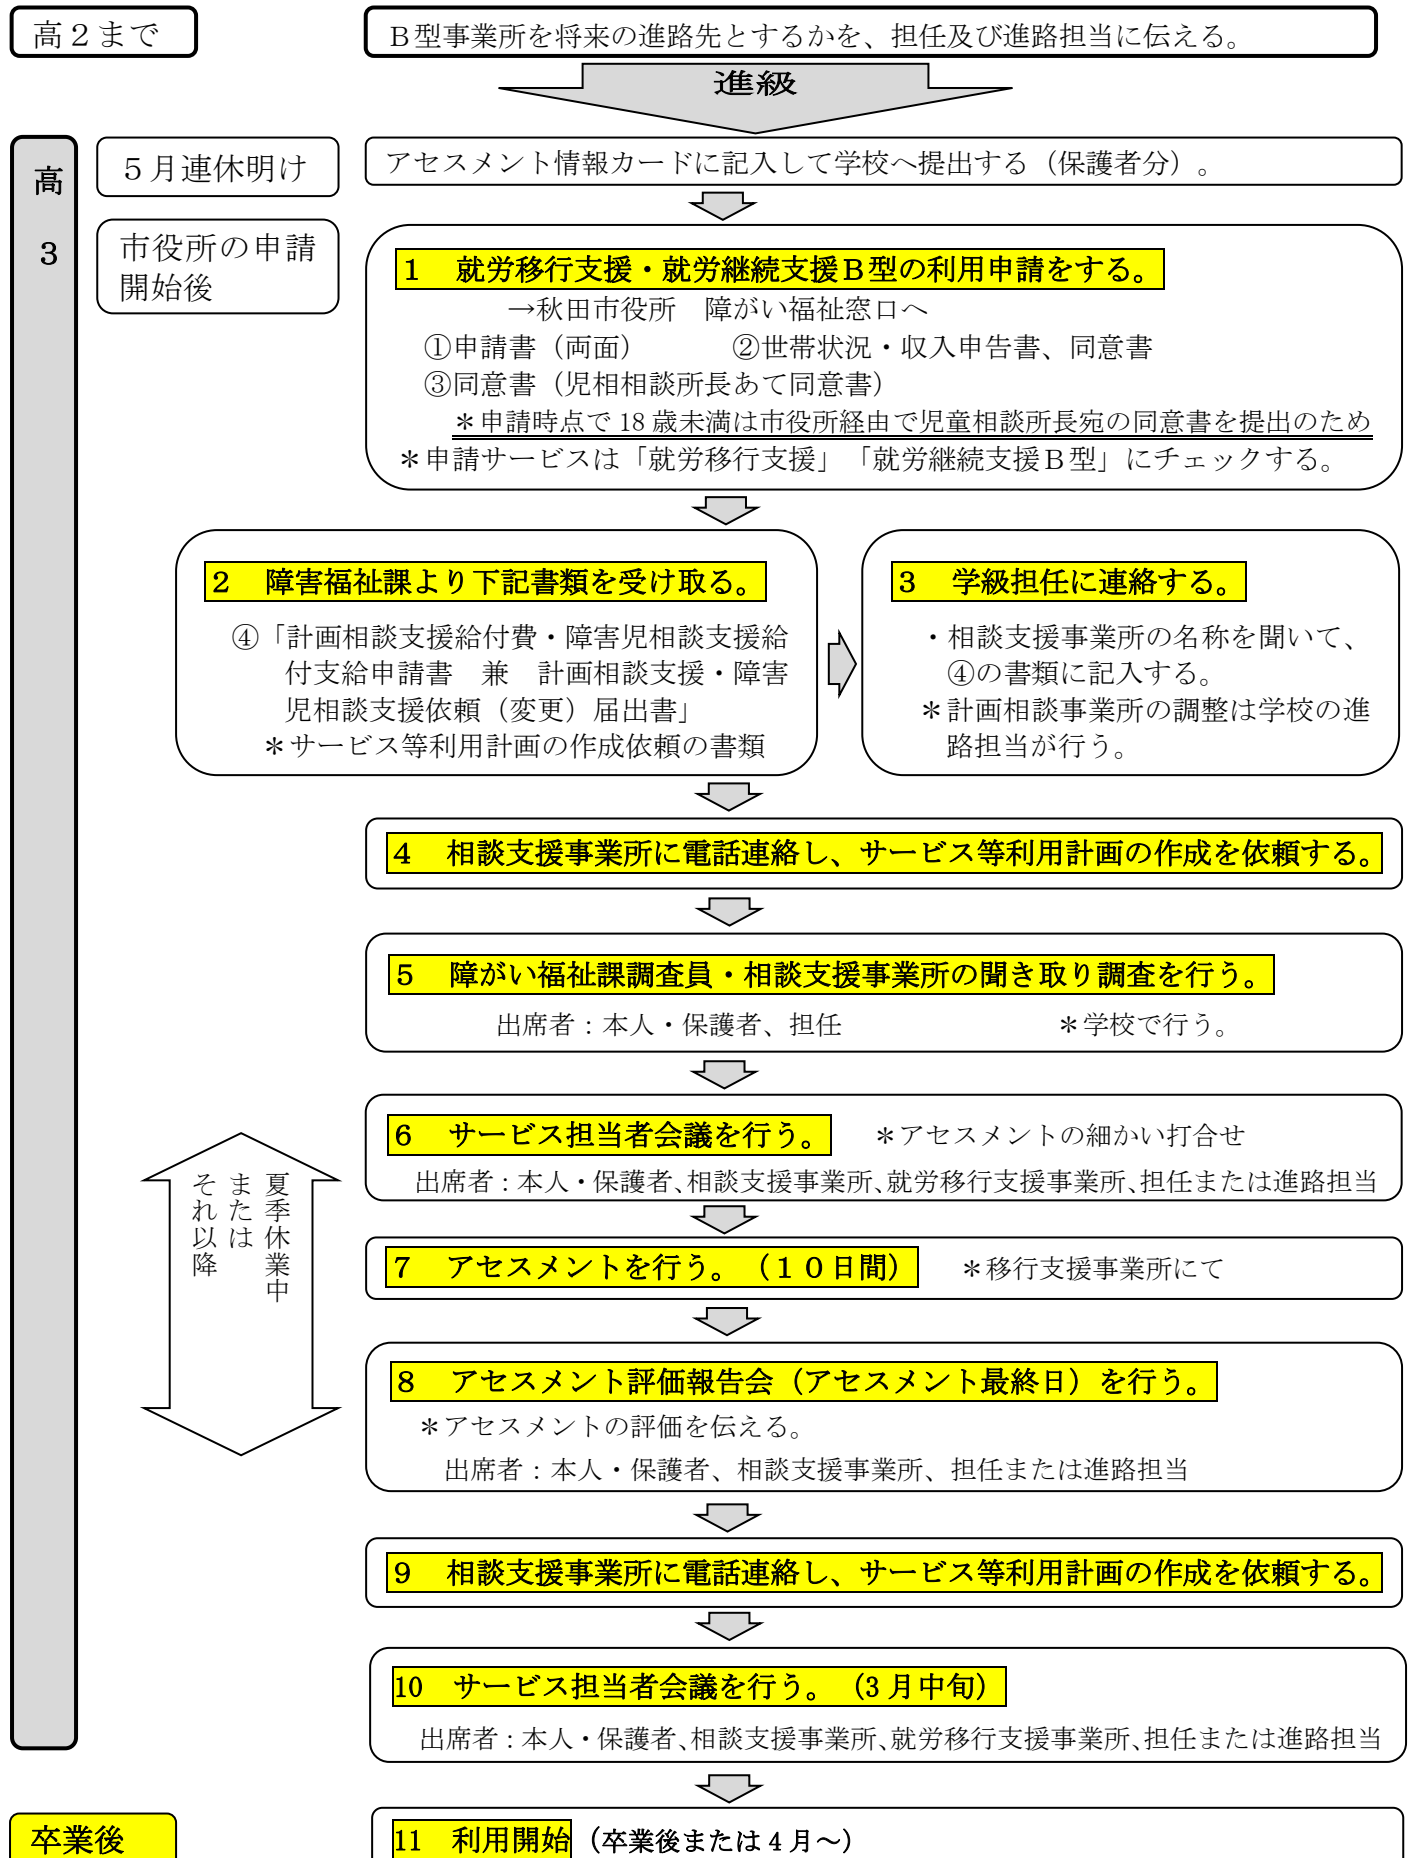 高２まで
Ｂ型事業所を将来の進路先とするかを、担任及び進路担当に伝える。
進級
高
３
５月連休明け
アセスメント情報カードに記入して学校へ提出する（保護者分）。
市役所の申請
開始後
１　就労移行支援・就労継続支援Ｂ型の利用申請をする。
→秋田市役所　障がい福祉窓口へ
①申請書（両面）　②世帯状況・収入申告書、同意書
③同意書（児相相談所長あて同意書）
＊申請時点で 18 歳未満は市役所経由で児童相談所長宛の同意書を提出のため
＊申請サービスは「就労移行支援」「就労継続支援Ｂ型」にチェックする。
２　障害福祉課より下記書類を受け取る。
④「計画相談支援給付費・障害児相談支援給
付支給申請書　兼　計画相談支援・障害
児相談支援依頼（変更）届出書」
＊サービス等利用計画の作成依頼の書類
３　学級担任に連絡する。
・相談支援事業所の名称を聞いて、
④の書類に記入する。
＊計画相談事業所の調整は学校の進
路担当が行う。
４　相談支援事業所に電話連絡し、サービス等利用計画の作成を依頼する。
５　障がい福祉課調査員・相談支援事業所の聞き取り調査を行う。
出席者：本人・保護者、担任　＊学校で行う。
６　サービス担当者会議を行う。　＊アセスメントの細かい打合せ
出席者：本人・保護者、相談支援事業所、就労移行支援事業所、担任または進路担当
夏季休業中
または
それ以降
７　アセスメントを行う。（１０日間）　＊移行支援事業所にて
８　アセスメント評価報告会（アセスメント最終日）を行う。
＊アセスメントの評価を伝える。
出席者：本人・保護者、相談支援事業所、担任または進路担当
９　相談支援事業所に電話連絡し、サービス等利用計画の作成を依頼する。
10　サービス担当者会議を行う。（3 月中旬）
出席者：本人・保護者、相談支援事業所、就労移行支援事業所、担任または進路担当
卒業後
11　利用開始（卒業後または 4 月～）